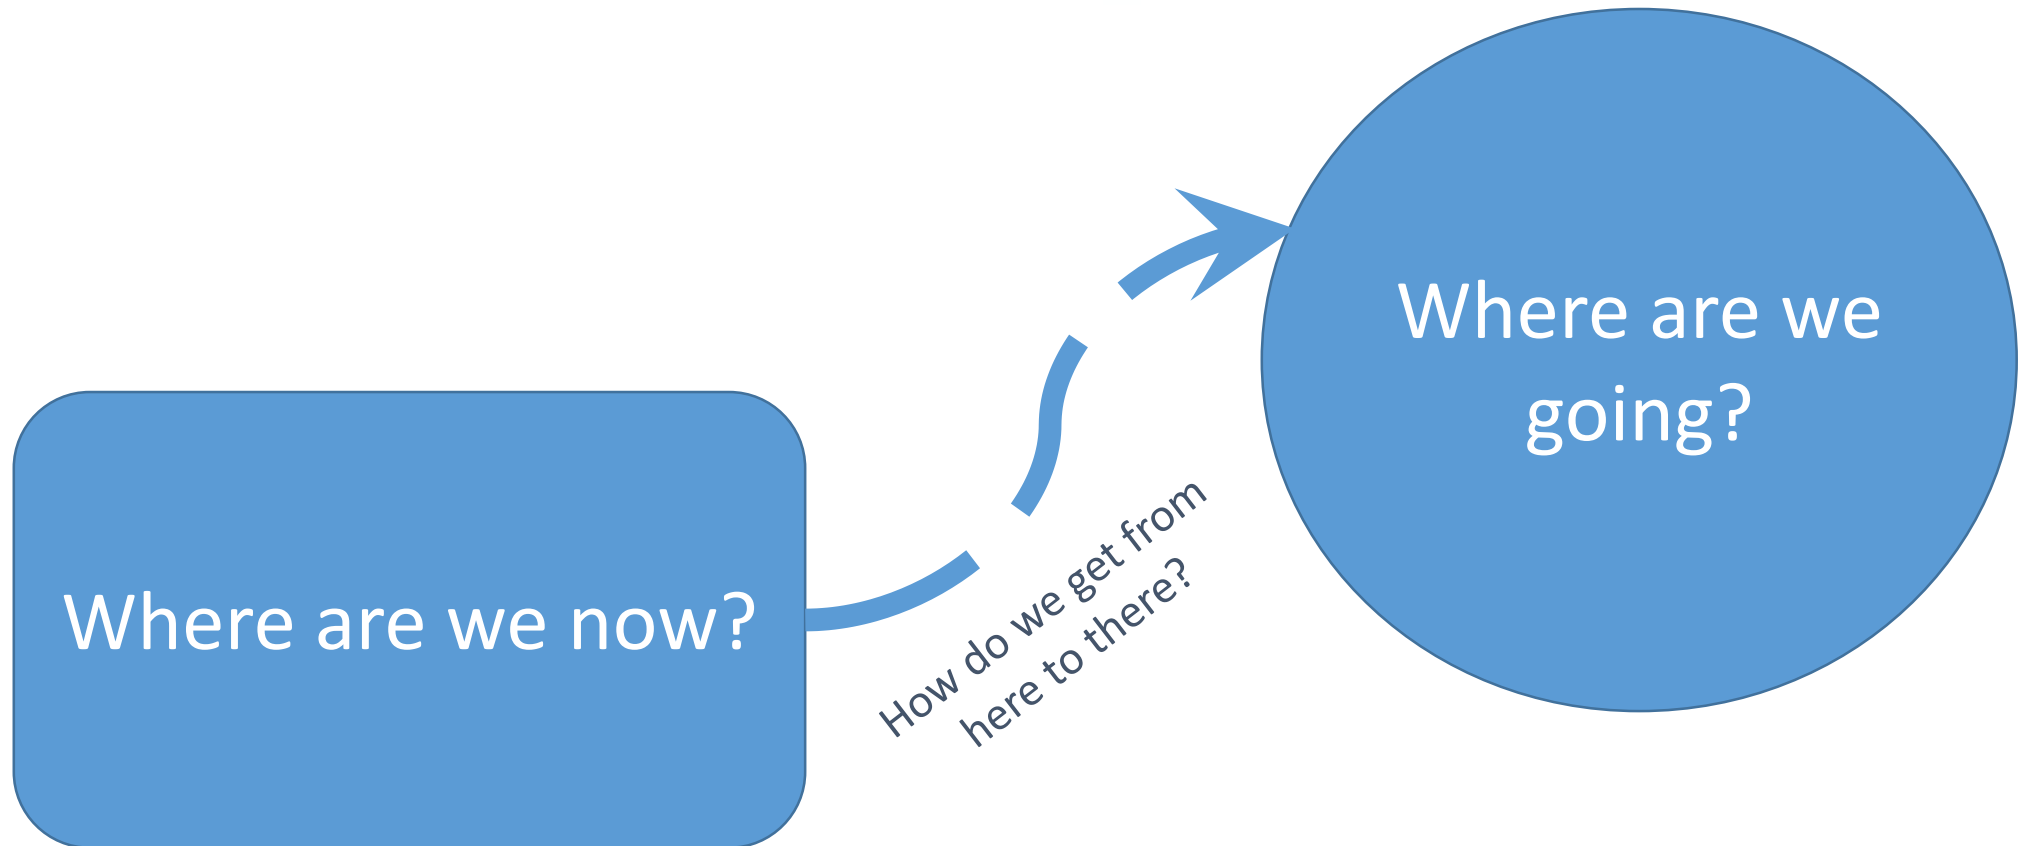 Where are we now?
How do we get from
here to there?
Where are we
going?